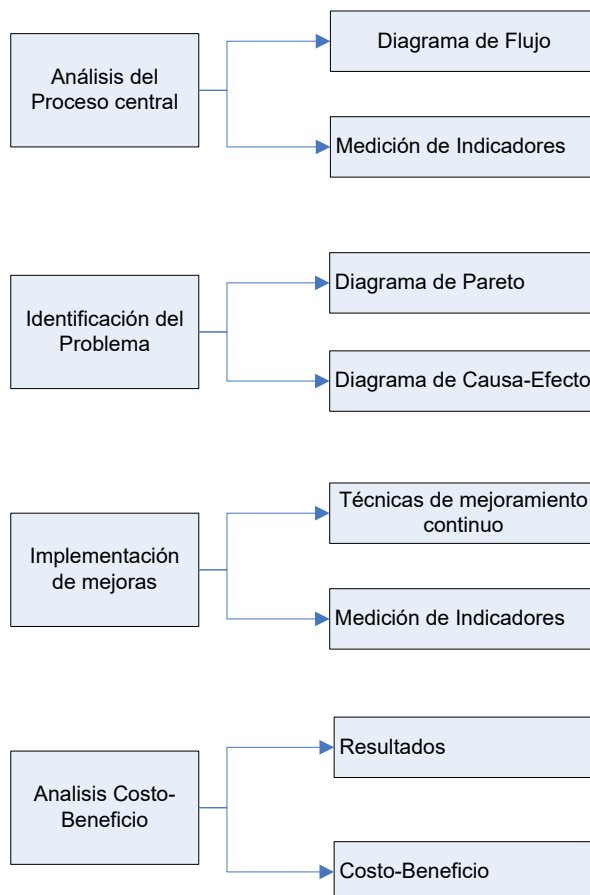 Análisis del
Proceso central
Diagrama de Flujo
Medición de Indicadores
Identificación del
Problema
Diagrama de Pareto
Diagrama de Causa-Efecto
Implementación
de mejoras
Técnicas de mejoramiento
continuo
Medición de Indicadores
Analisis Costo-
Beneficio
Resultados
Costo-Beneficio